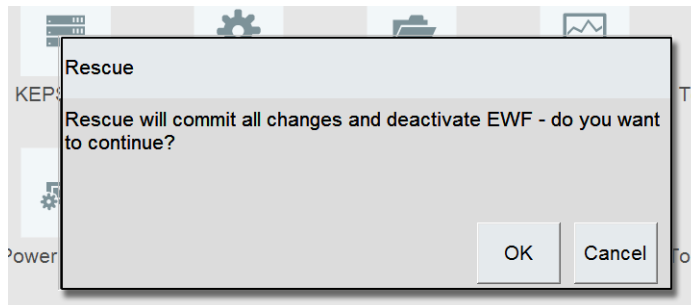 Rescue
KEPS
Rescue will commit all changes and deactivate EWF - do you want
to continue?
Power
OK
Cancel
To